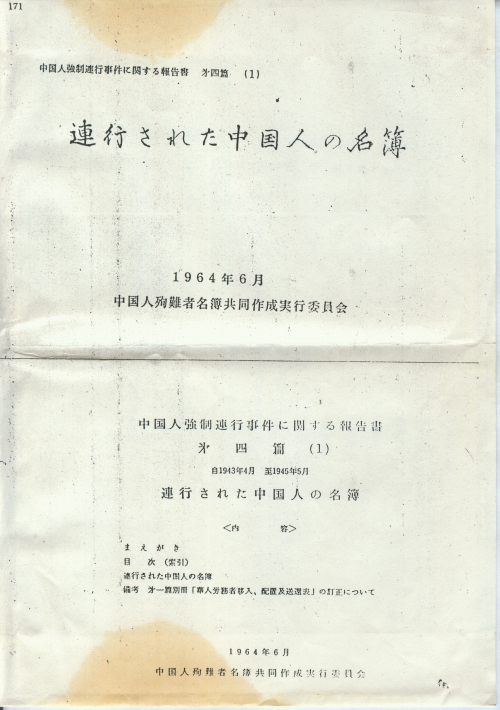 171
中国人強制連行事件に関する報告書 才四篇 (1)
連行された中国人の名簿
1964年6月
中国人殉難者名簿共同作成実行委員会
中国人強制連行事件に関する報告書
才四篇 (1)
自1943年4月 至1945年5月
連行された中国人の名簿
<内容>
まえがき
目次 (索引)
連行された中国人の名簿
備考 才一篇別冊「華人労務者移入、配置及送還表」の訂正について
1964年6月
中国人殉難者名簿共同作成実行委員会